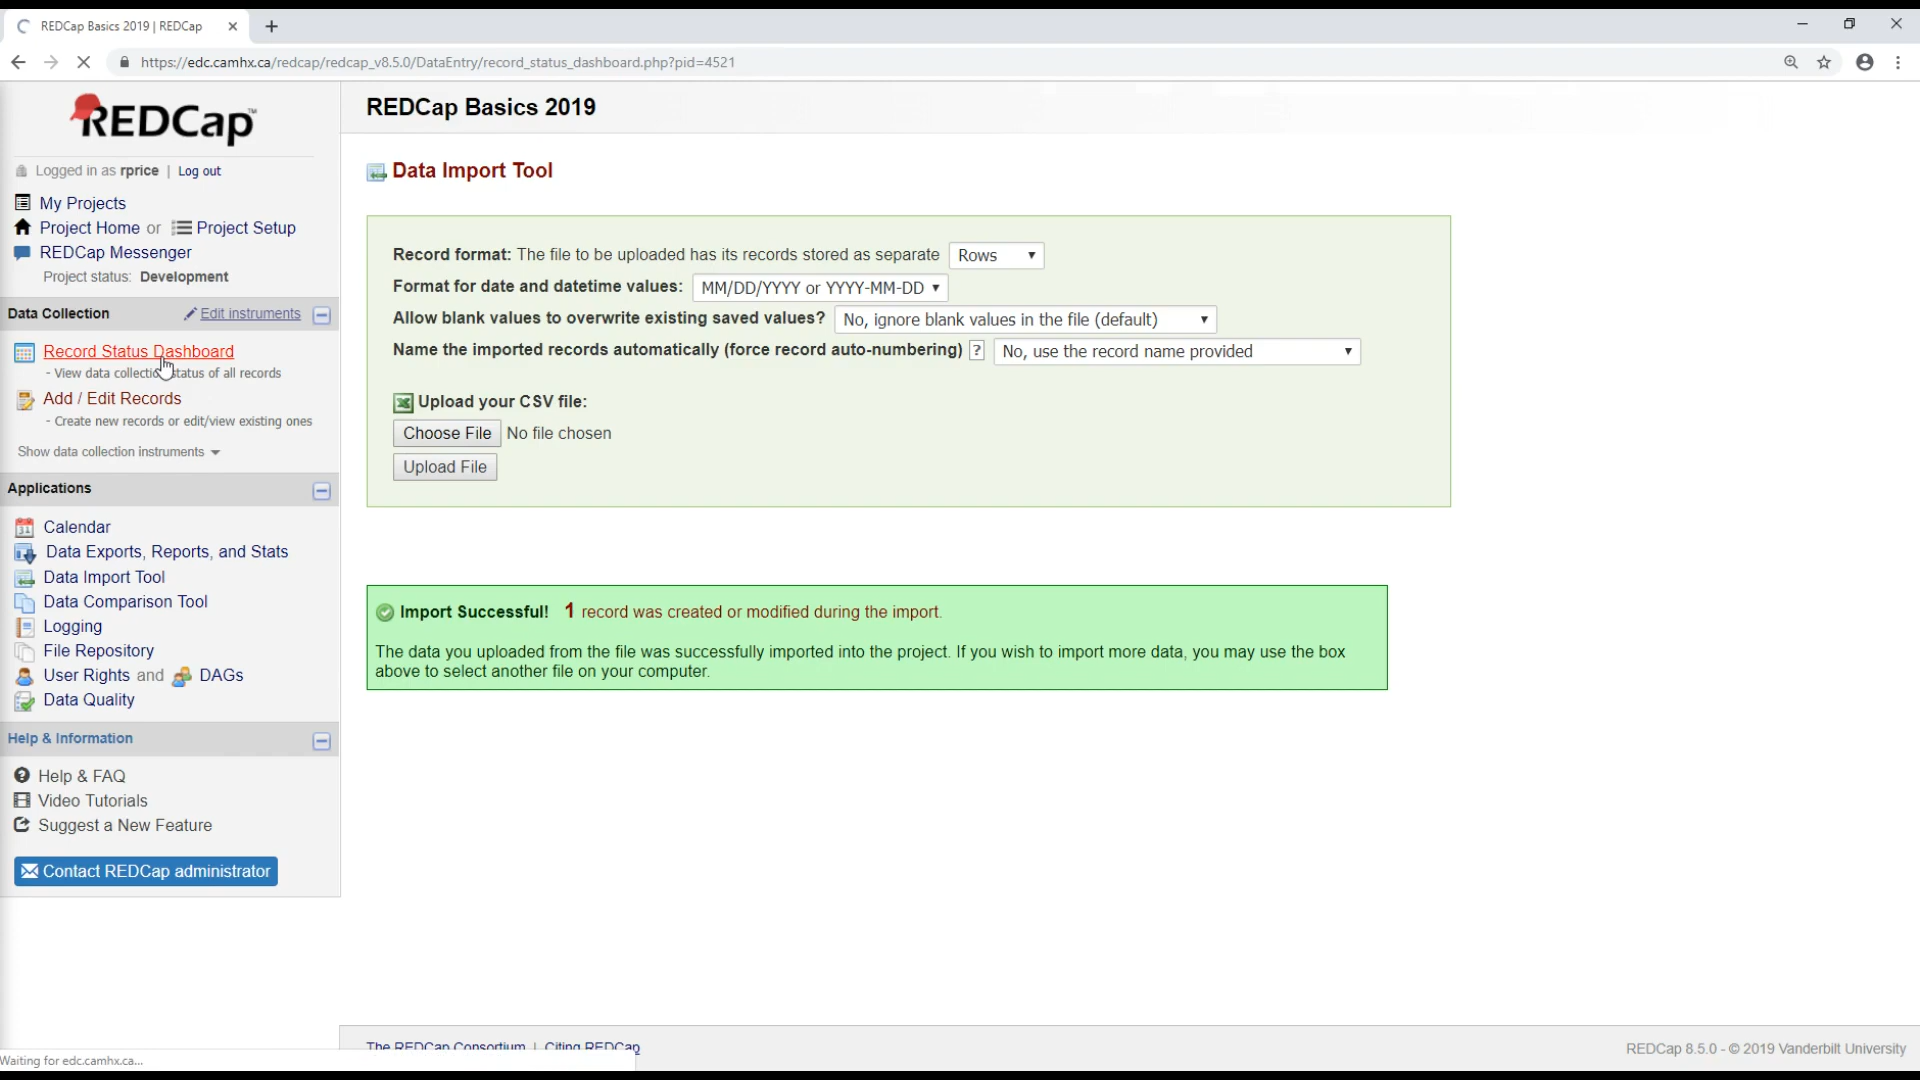 REDCap Basics 2019 | REDCap
https://edc.camhx.ca/redcap/redcap_v8.5.0/DataEntry/record_status_dashboard.php?pid=4521
REDCap™
Logged in as rprice | Log out
My Projects
Project Home or Project Setup
REDCap Messenger
Project status: Development
Data Collection Edit instruments
Record Status Dashboard
- View data collection status of all records
Add / Edit Records
- Create new records or edit/view existing ones
Show data collection instruments
Applications
31 Calendar
Data Exports, Reports, and Stats
Data Import Tool
Data Comparison Tool
Logging
File Repository
User Rights and DAGs
Data Quality
Help & Information
? Help & FAQ
Video Tutorials
Suggest a New Feature
Contact REDCap administrator
REDCap Basics 2019
Data Import Tool
Record format: The file to be uploaded has its records stored as separate Rows
Format for date and datetime values: MM/DD/YYYY or YYYY-MM-DD
Allow blank values to overwrite existing saved values? No, ignore blank values in the file (default)
Name the imported records automatically (force record auto-numbering) ? No, use the record name provided
Upload your CSV file:
Choose File No file chosen
Upload File
Import Successful! 1 record was created or modified during the import.
The data you uploaded from the file was successfully imported into the project. If you wish to import more data, you may use the box
above to select another file on your computer.
The REDCap Consortium | Citing REDCap
REDCap 8.5.0 - © 2019 Vanderbilt University
Waiting for edc.camhx.ca...